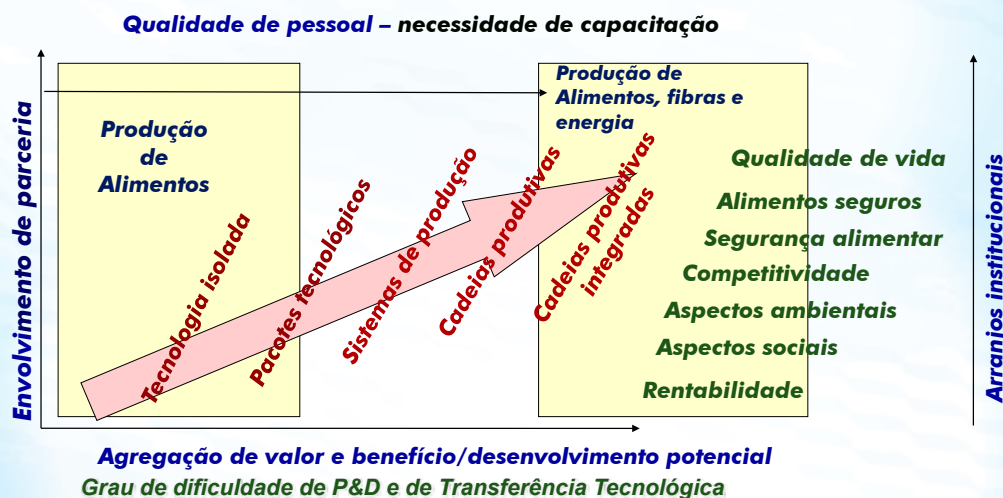 Qualidade de pessoal – necessidade de capacitação
Envolvimento de parceria
Produção
de
Alimentos
Produção de
Alimentos, fibras e
energia
Tecnologia isolada
Pacotes tecnológicos
Sistemas de produção
Cadeias produtivas
Cadeias produtivas
integradas
Qualidade de vida
Alimentos seguros
Segurança alimentar
Competitividade
Aspectos ambientais
Aspectos sociais
Rentabilidade
Arranios institucionais
Agregação de valor e benefício/desenvolvimento potencial
Grau de dificuldade de P&D e de Transferência Tecnológica